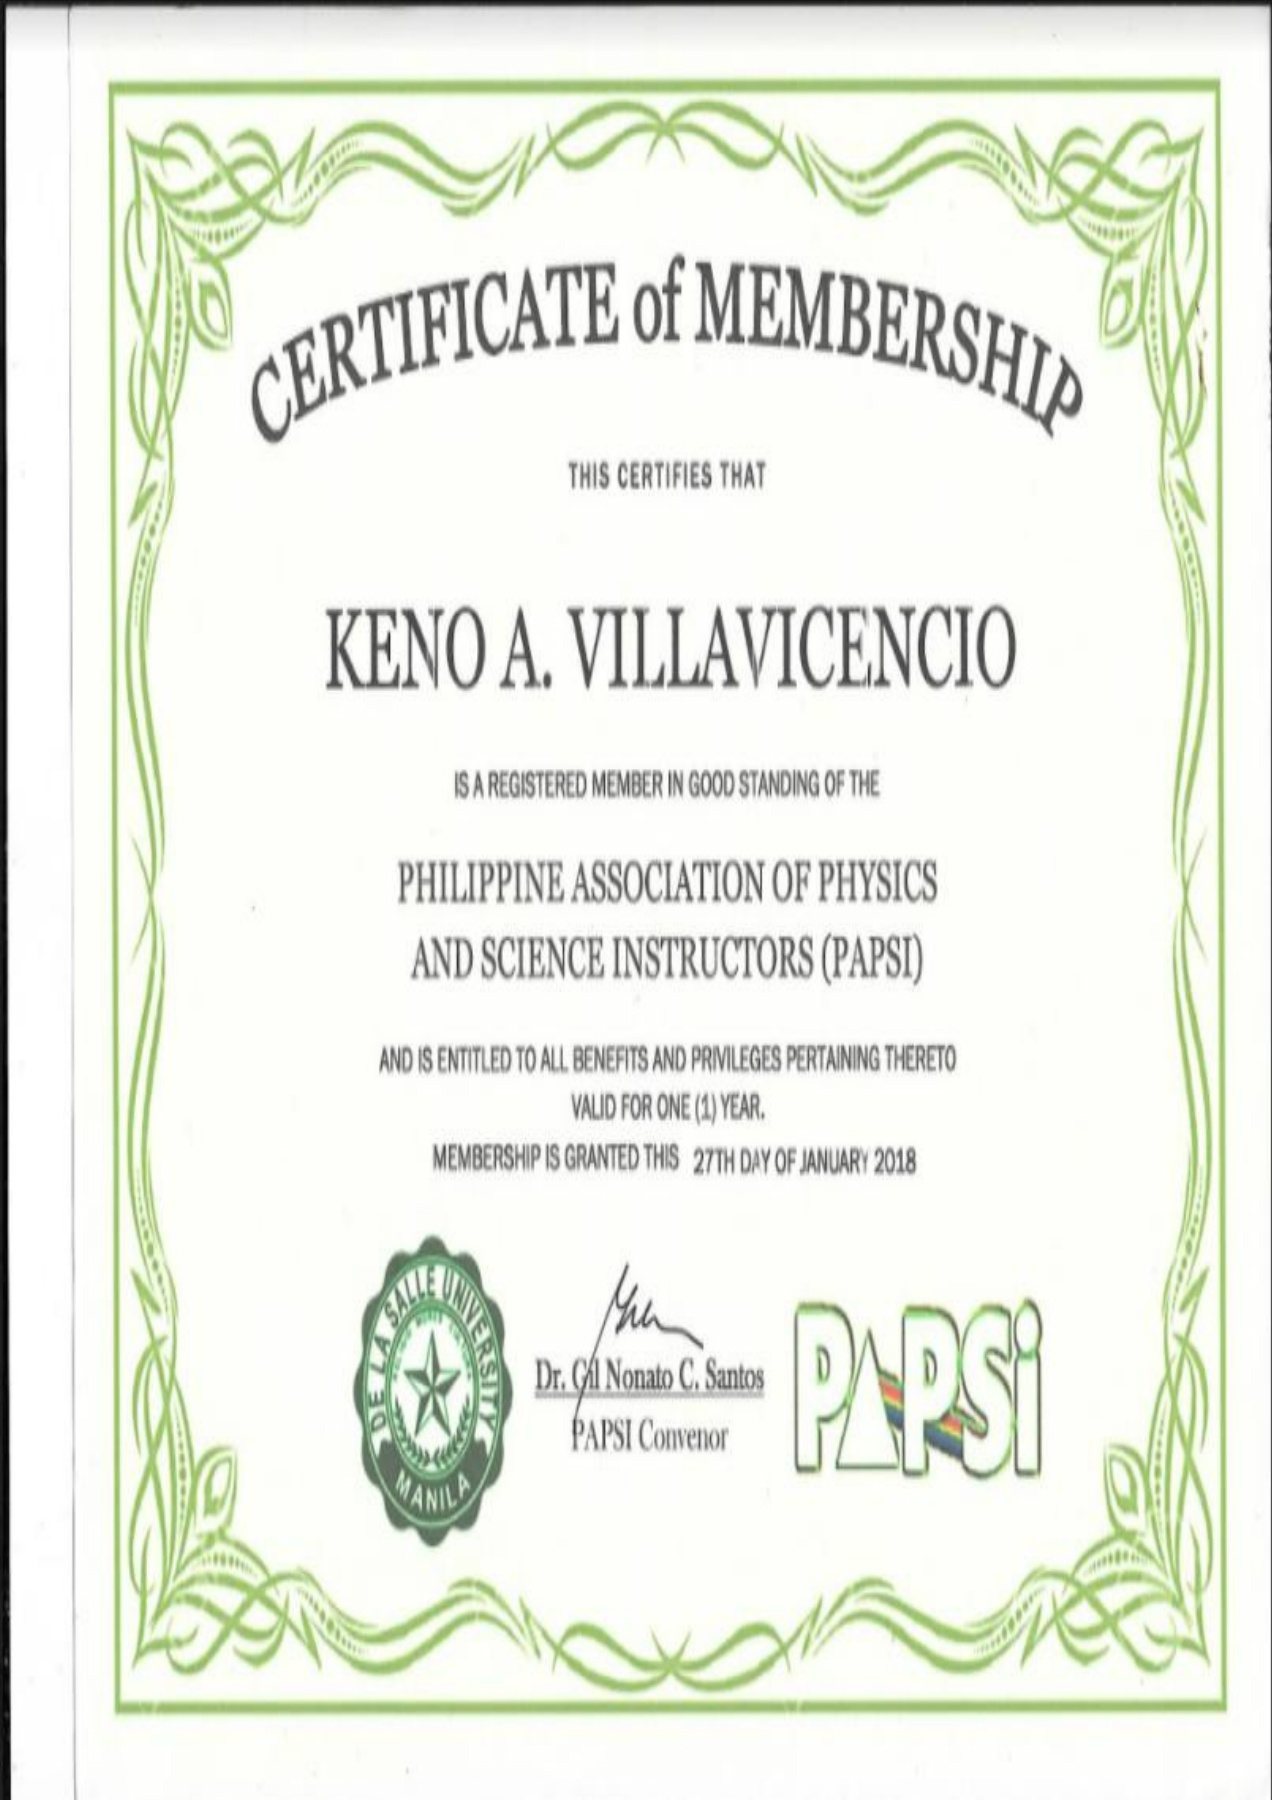 CERTIFICATE of MEMBERSHIP
THIS CERTIFIES THAT
KENO A. VILLAVICENCIO
IS A REGISTERED MEMBER IN GOOD STANDING OF THE
PHILIPPINE ASSOCIATION OF PHYSICS
AND SCIENCE INSTRUCTORS (PAPSI)
AND IS ENTITLED TO ALL BENEFITS AND PRIVILEGES PERTAINING THERETO
VALID FOR ONE (1) YEAR.
MEMBERSHIP IS GRANTED THIS 27TH DAY OF JANUARY 2018
DE LA SALLE UNIVERSITY
MANILA
Dr. Gil Nonato C. Santos
PAPSI Convenor
PAPSi